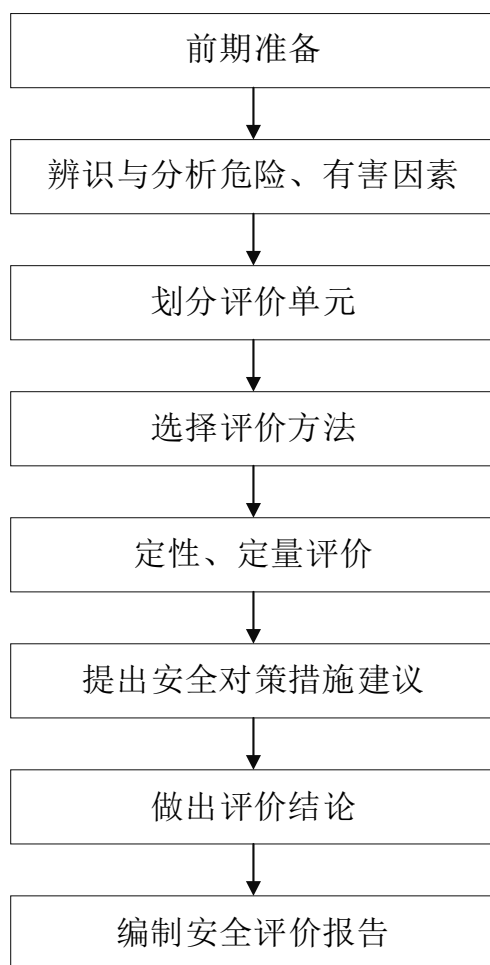 前期准备
辨识与分析危险、有害因素
划分评价单元
选择评价方法
定性、定量评价
提出安全对策措施建议
做出评价结论
编制安全评价报告